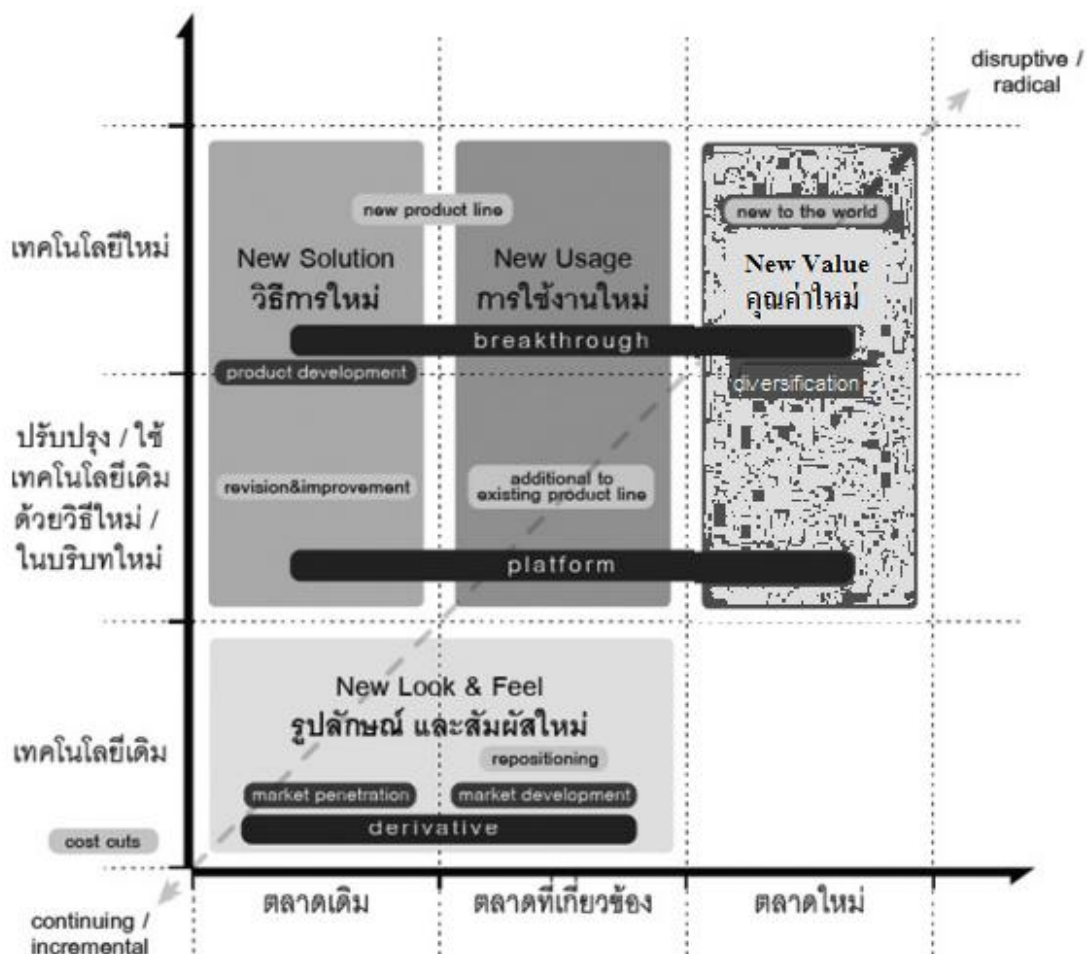 disruptive /
radical
new product line
new to the world
เทคโนโลยีใหม่
New Solution
วิธีการใหม่
New Usage
การใช้งานใหม่
New Value
คุณค่าใหม่
breakthrough
product development
diversification
ปรับปรุง / ใช้
เทคโนโลยีเดิม
ด้วยวิธีใหม่ /
ในบริบทใหม่
revision&improvement
additional to
existing product line
platform
New Look & Feel
รูปลักษณ์ และสัมผัสใหม่
เทคโนโลยีเดิม
repositioning
market penetration
market development
derivative
cost cuts
ตลาดเดิม
ตลาดที่เกี่ยวข้อง
ตลาดใหม่
continuing /
incremental